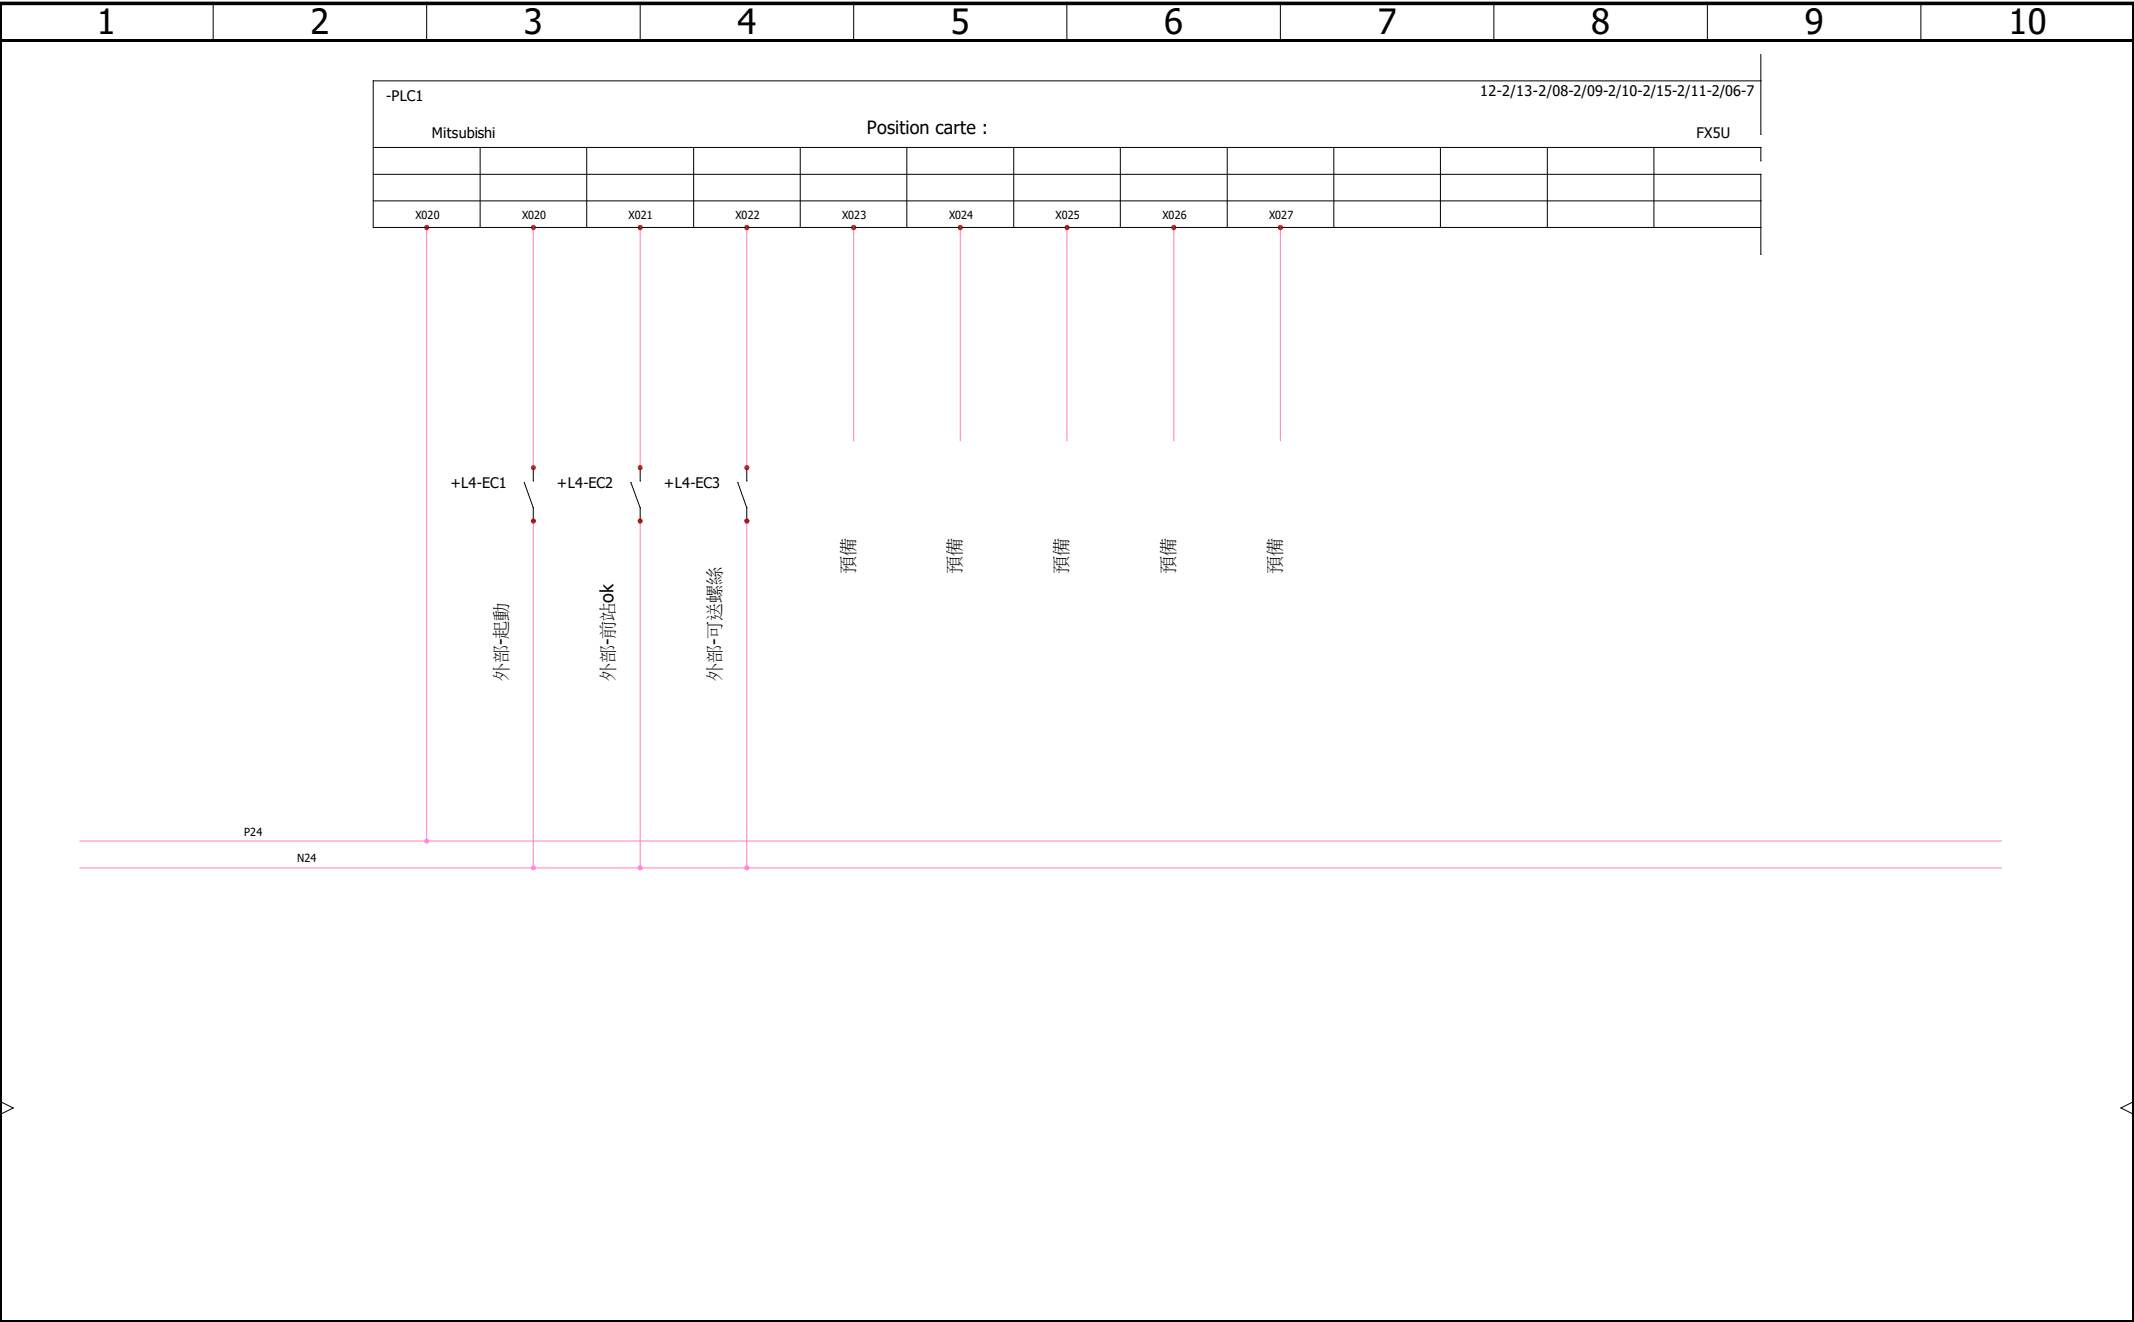 1 2 3 4 5 6 7 8 9 10
-PLC1 12-2/13-2/08-2/09-2/10-2/15-2/11-2/06-7
Mitsubishi Position carte : FX5U
X020 X020 X021 X022 X023 X024 X025 X026 X027
+L4-EC1 +L4-EC2 +L4-EC3
外部-起動
外部-前站ok
外部-可送螺絲
預備
預備
預備
預備
預備
P24
N24